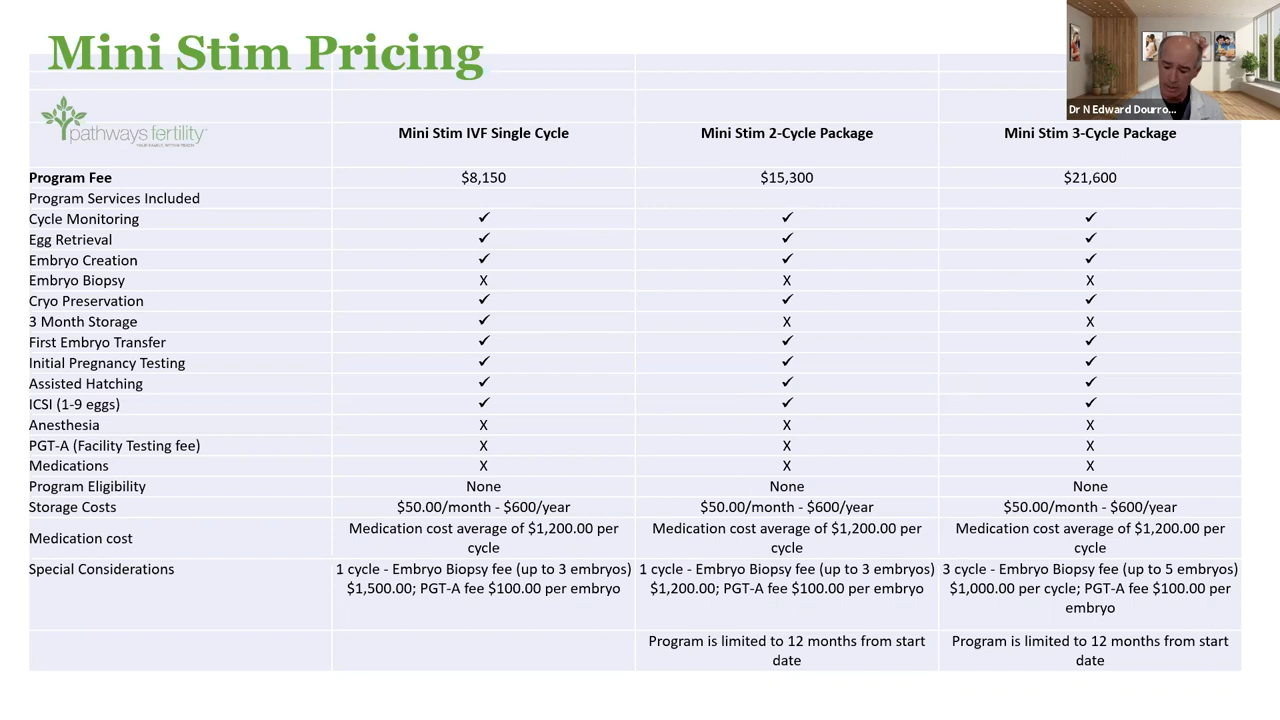 Mini Stim Pricing
Dr N Edward Dourro...
pathways fertility
Mini Stim IVF Single Cycle Mini Stim 2-Cycle Package Mini Stim 3-Cycle Package
Program Fee $8,150 $15,300 $21,600
Program Services Included
Cycle Monitoring ✓ ✓ ✓
Egg Retrieval ✓ ✓ ✓
Embryo Creation ✓ ✓ ✓
Embryo Biopsy X X X
Cryo Preservation ✓ ✓ ✓
3 Month Storage ✓ X X
First Embryo Transfer ✓ ✓ ✓
Initial Pregnancy Testing ✓ ✓ ✓
Assisted Hatching ✓ ✓ ✓
ICSI (1-9 eggs) ✓ ✓ ✓
Anesthesia X X X
PGT-A (Facility Testing fee) X X X
Medications X X X
Program Eligibility None None None
Storage Costs $50.00/month - $600/year $50.00/month - $600/year $50.00/month - $600/year
Medication cost Medication cost average of $1,200.00 per Medication cost average of $1,200.00 per Medication cost average of $1,200.00 per
cycle cycle cycle
Special Considerations 1 cycle - Embryo Biopsy fee (up to 3 embryos) 1 cycle - Embryo Biopsy fee (up to 3 embryos) 3 cycle - Embryo Biopsy fee (up to 5 embryos)
$1,500.00; PGT-A fee $100.00 per embryo $1,200.00; PGT-A fee $100.00 per embryo $1,000.00 per cycle; PGT-A fee $100.00 per
embryo
Program is limited to 12 months from start Program is limited to 12 months from start
date date